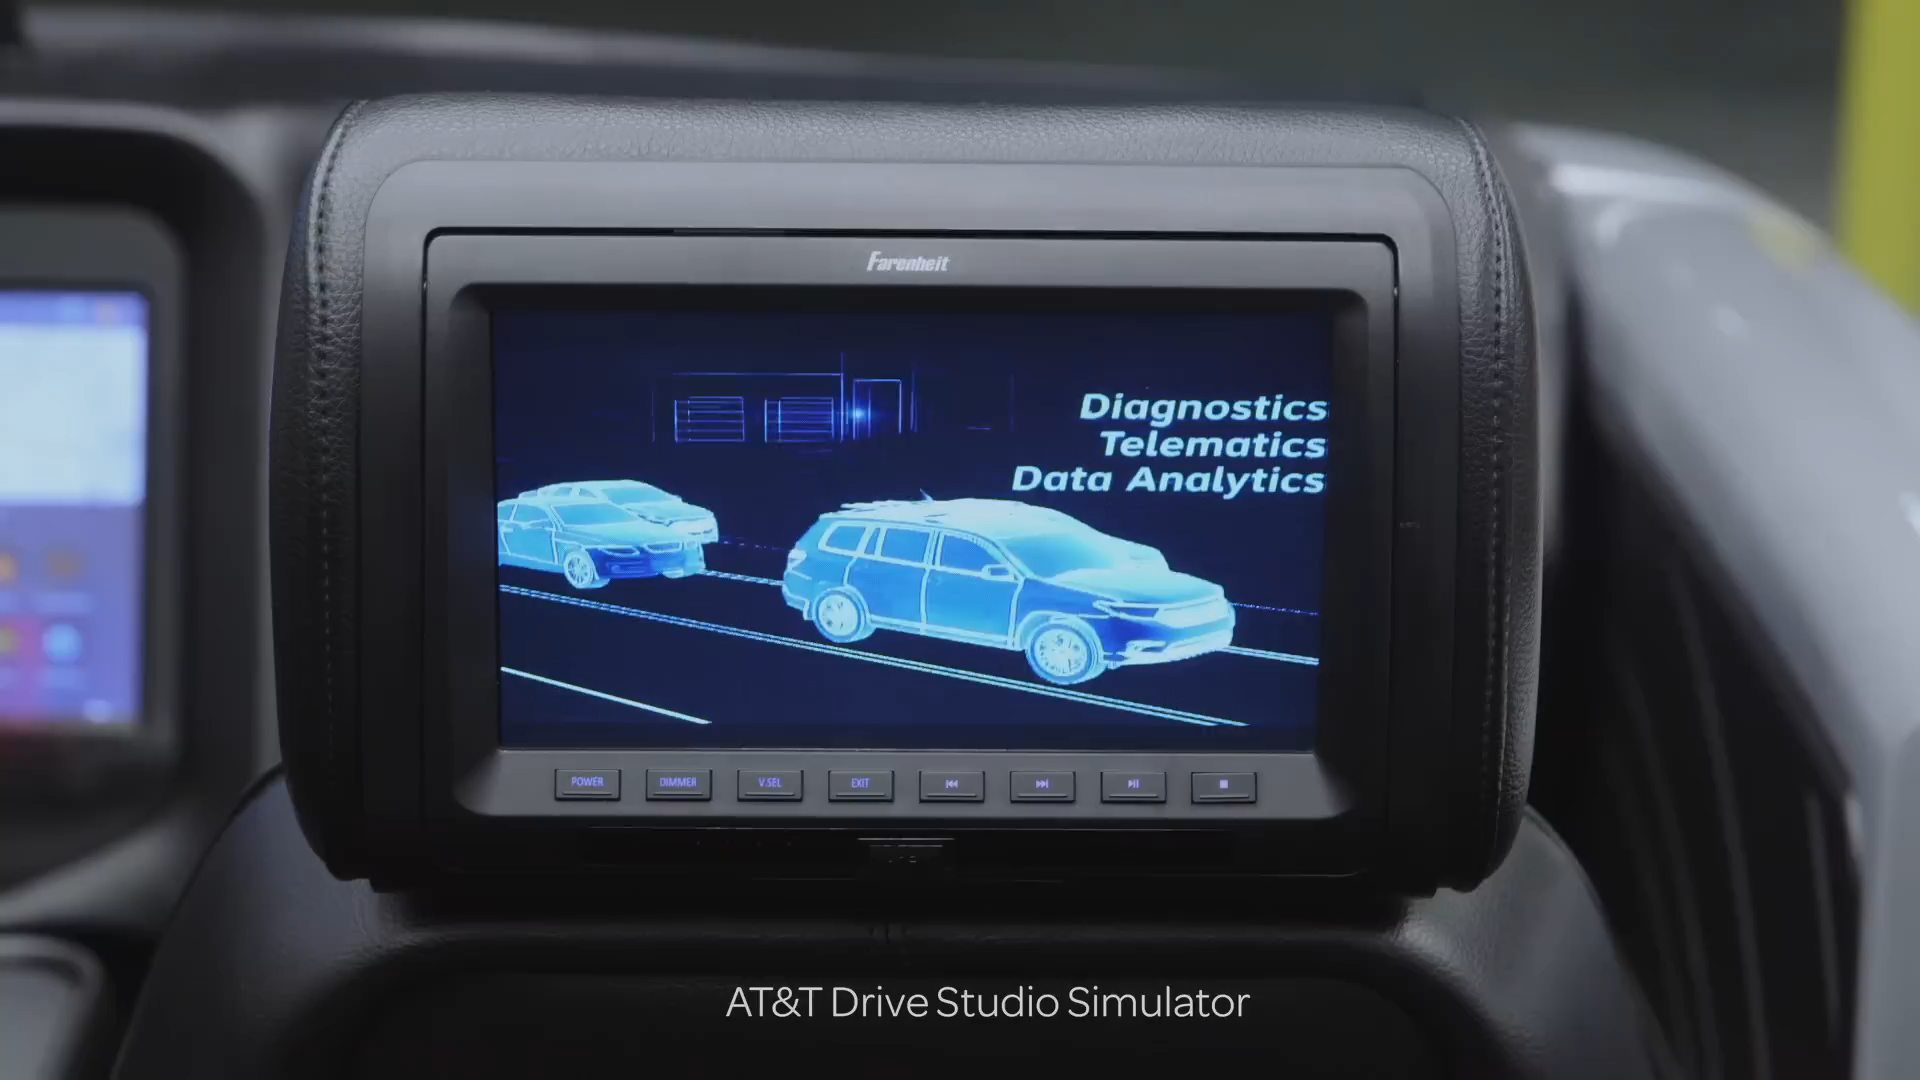 Farenheit
Diagnostics
Telematics
Data Analytics
POWER DIMMER V.SEL EXIT
AT&T Drive Studio Simulator